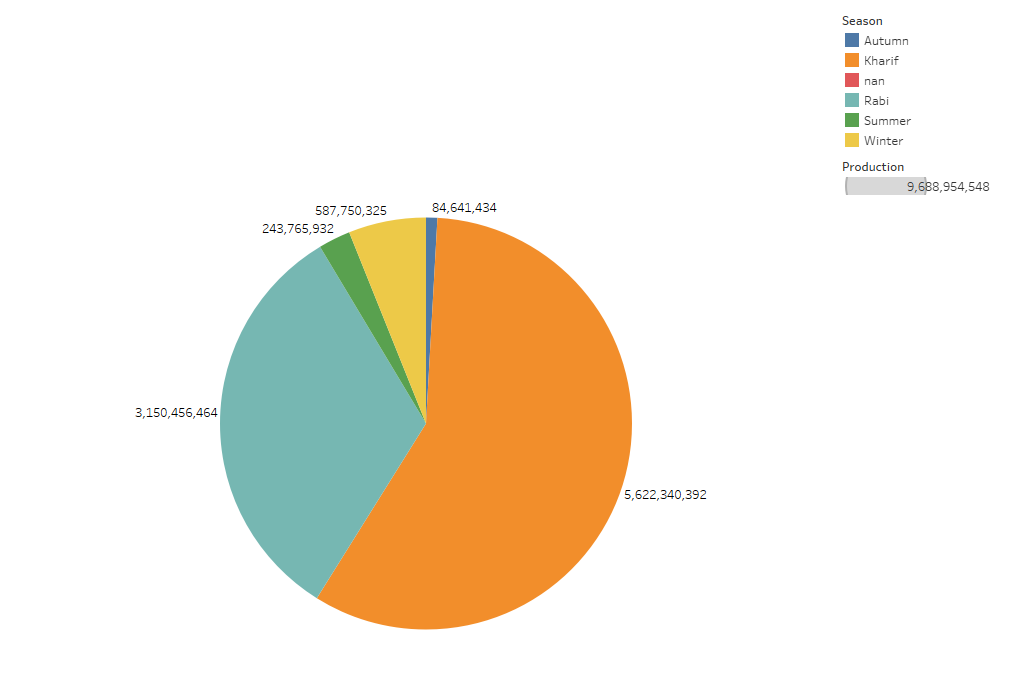 Season
Autumn
Kharif
nan
Rabi
Summer
Winter
Production
9,688,954,548
587,750,325
84,641,434
243,765,932
3,150,456,464
5,622,340,392